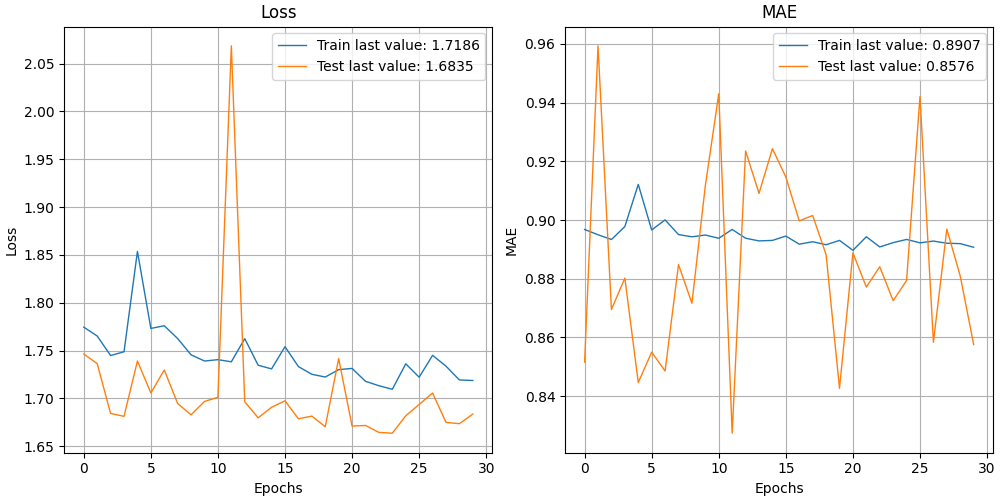 Loss
Train last value: 1.7186
Test last value: 1.6835
2.05
2.00
1.95
1.90
1.85
1.80
1.75
1.70
1.65
Loss
0 5 10 15 20 25 30
Epochs
MAE
Train last value: 0.8907
Test last value: 0.8576
0.96
0.94
0.92
0.90
0.88
0.86
0.84
MAE
0 5 10 15 20 25 30
Epochs